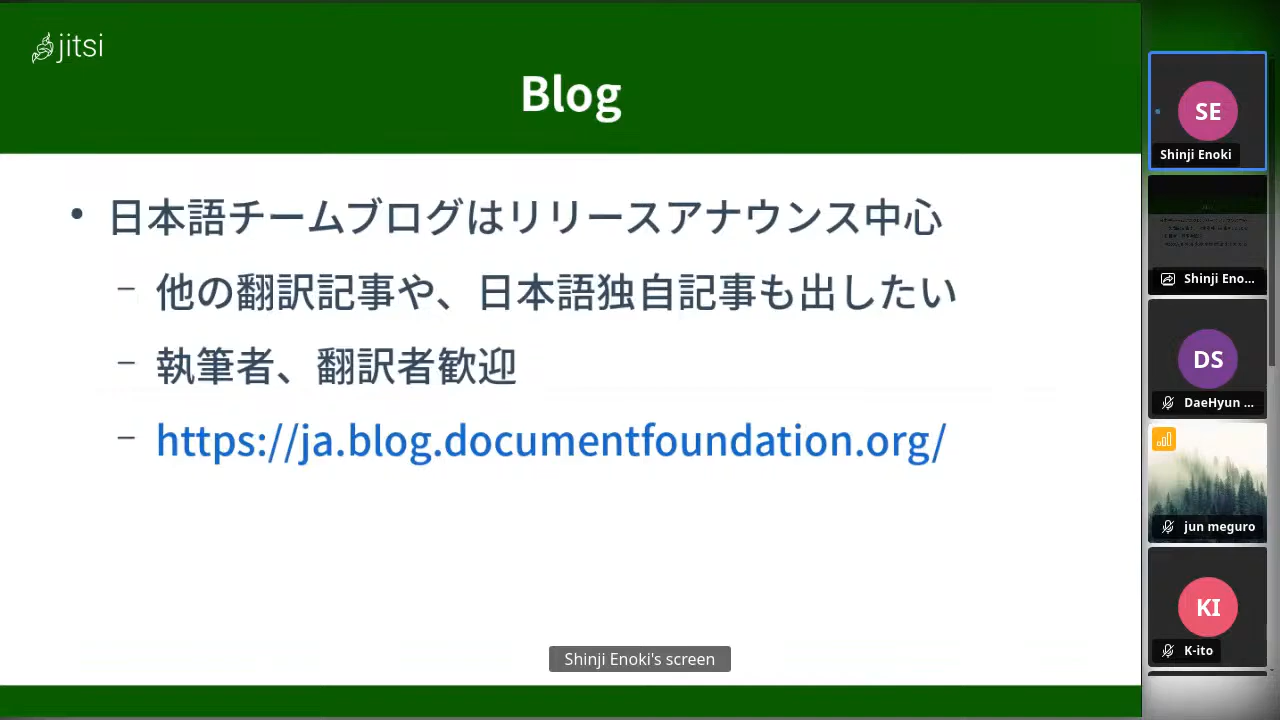 jitsi
Blog
• 日本語チームブログはリリースアナウンス中心
– 他の翻訳記事や、日本語独自記事も出したい
– 執筆者、翻訳者歓迎
– https://ja.blog.documentfoundation.org/
Shinji Enoki's screen
SE
Shinji Enoki
Shinji Eno...
DS
DaeHyun ...
jun meguro
KI
K-ito